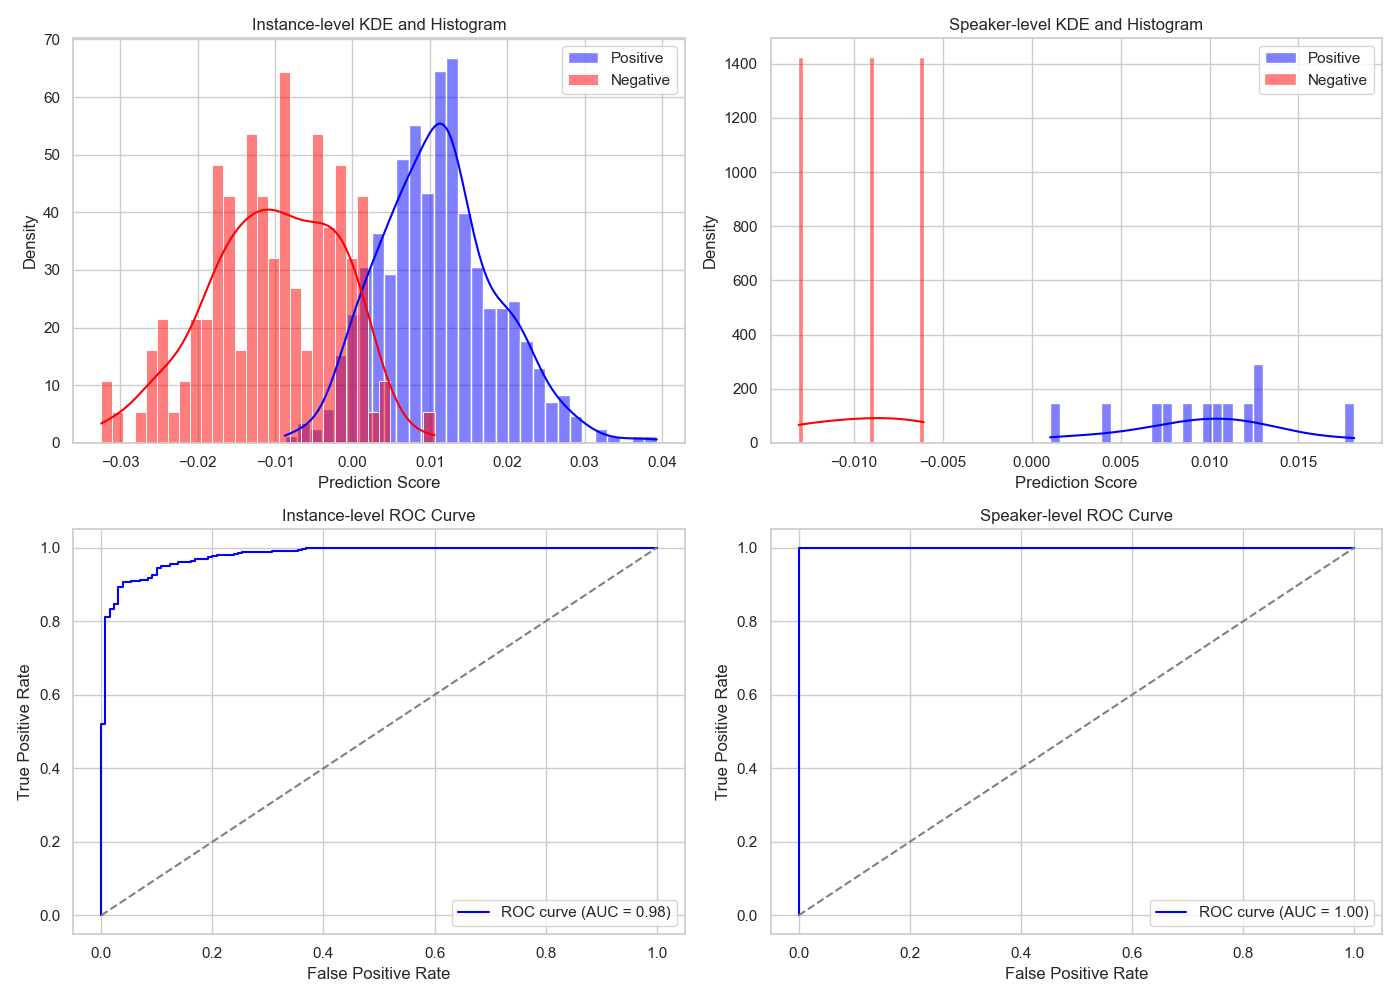 Instance-level KDE and Histogram
Density
70
60
50
40
30
20
10
0
−0.03 −0.02 −0.01 0.00 0.01 0.02 0.03 0.04
Prediction Score
Positive
Negative
Speaker-level KDE and Histogram
Density
1400
1200
1000
800
600
400
200
0
−0.010 −0.005 0.000 0.005 0.010 0.015
Prediction Score
Positive
Negative
Instance-level ROC Curve
True Positive Rate
1.0
0.8
0.6
0.4
0.2
0.0
0.0 0.2 0.4 0.6 0.8 1.0
False Positive Rate
ROC curve (AUC = 0.98)
Speaker-level ROC Curve
True Positive Rate
1.0
0.8
0.6
0.4
0.2
0.0
0.0 0.2 0.4 0.6 0.8 1.0
False Positive Rate
ROC curve (AUC = 1.00)